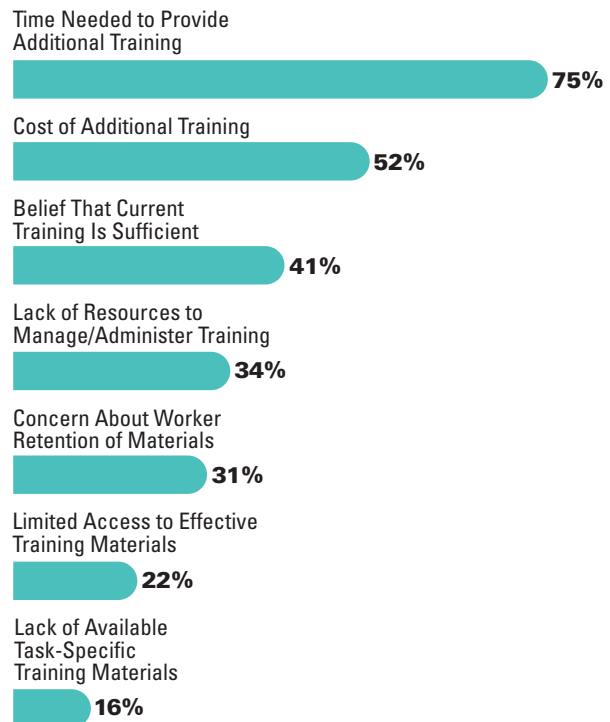 Time Needed to Provide
Additional Training
75%
Cost of Additional Training
52%
Belief That Current
Training Is Sufficient
41%
Lack of Resources to
Manage/Administer Training
34%
Concern About Worker
Retention of Materials
31%
Limited Access to Effective
Training Materials
22%
Lack of Available
Task-Specific
Training Materials
16%